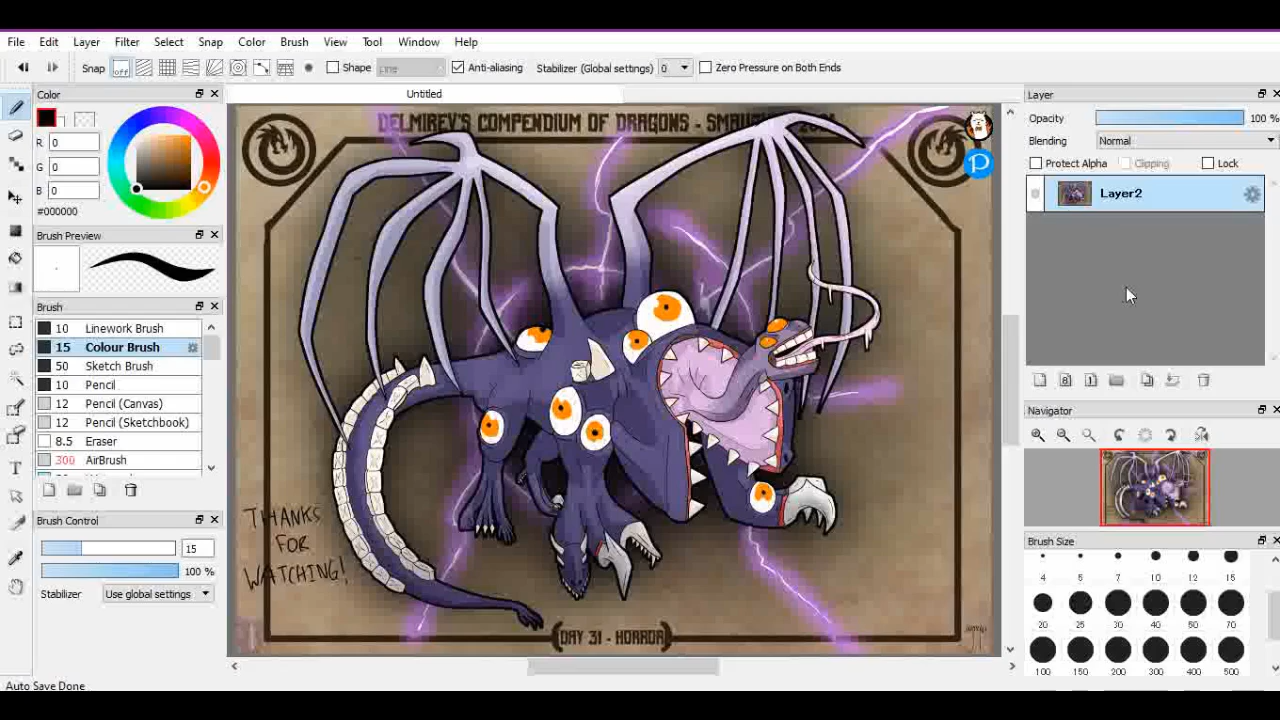 File Edit Layer Filter Select Snap Color Brush View Tool Window Help
Snap off Shape Anti-aliasing Stabilizer (Global settings) 0 Zero Pressure on Both Ends
Color
Untitled
Layer
R 0
G 0
B 0
#000000
Brush Preview
Brush
10 Linework Brush
15 Colour Brush
50 Sketch Brush
10 Pencil
12 Pencil (Canvas)
12 Pencil (Sketchbook)
8.5 Eraser
300 AirBrush
Brush Control
15
100 %
Stabilizer Use global settings
Auto Save Done
DELMIREV'S COMPENDIUM OF DRAGONS -
THANKS
FOR
WATCHING!
DAY 31 - HORROR
Opacity 100 %
Blending Normal
Protect Alpha Clipping Lock
Layer2
Navigator
Brush Size
4 5 7 10 12 15
20 25 30 40 50 70
100 150 200 300 400 500